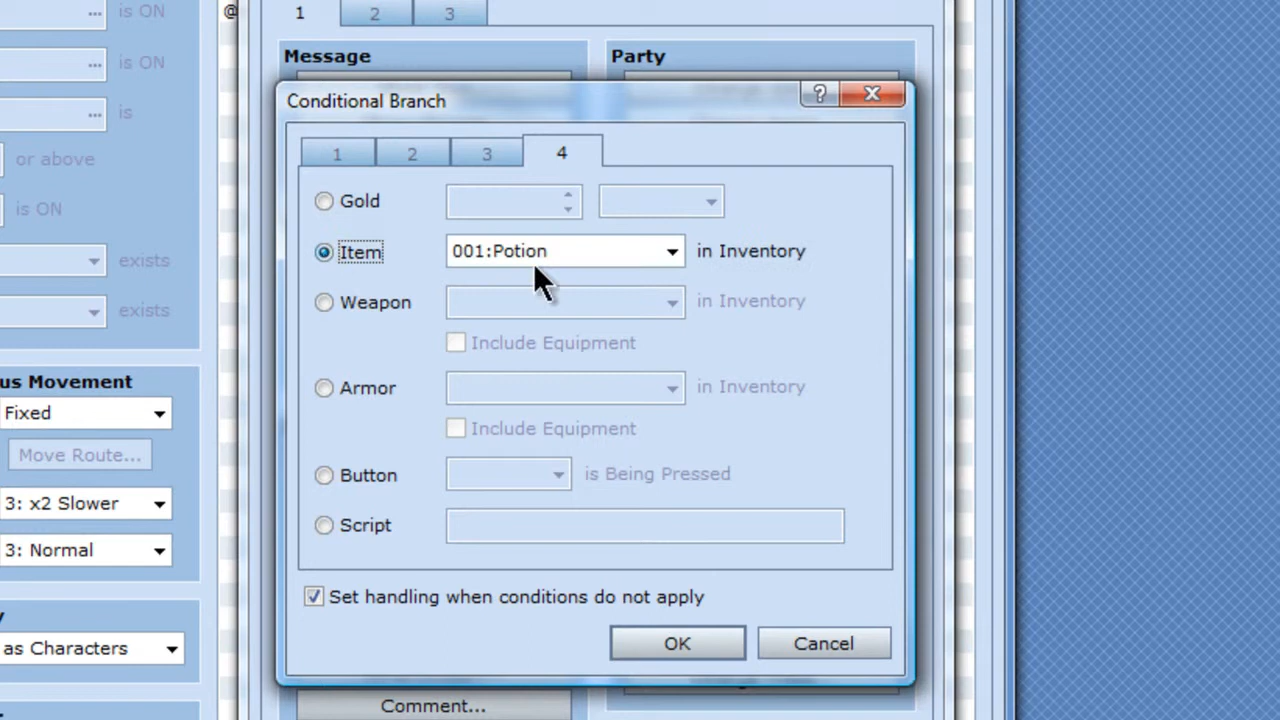 ... is ON
... is ON
... is
or above
is ON
exists
exists
us Movement
Fixed
Move Route...
3: x2 Slower
3: Normal
as Characters
@
1 2 3
Message
Party
Conditional Branch
?
1 2 3 4
Gold
Item 001:Potion in Inventory
Weapon in Inventory
Include Equipment
Armor in Inventory
Include Equipment
Button is Being Pressed
Script
Set handling when conditions do not apply
OK Cancel
Comment...